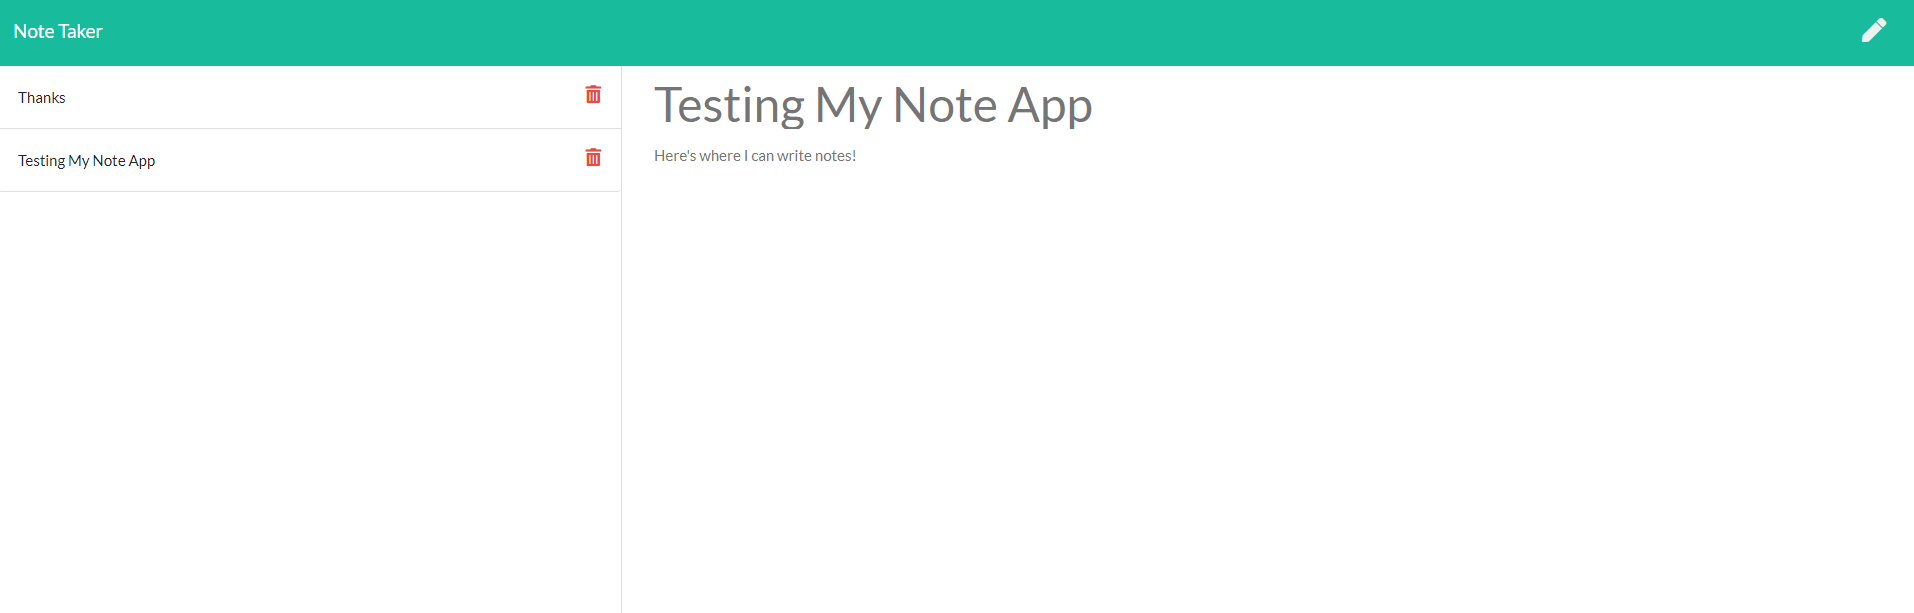 Note Taker
Thanks
Testing My Note App
Testing My Note App
Here's where I can write notes!